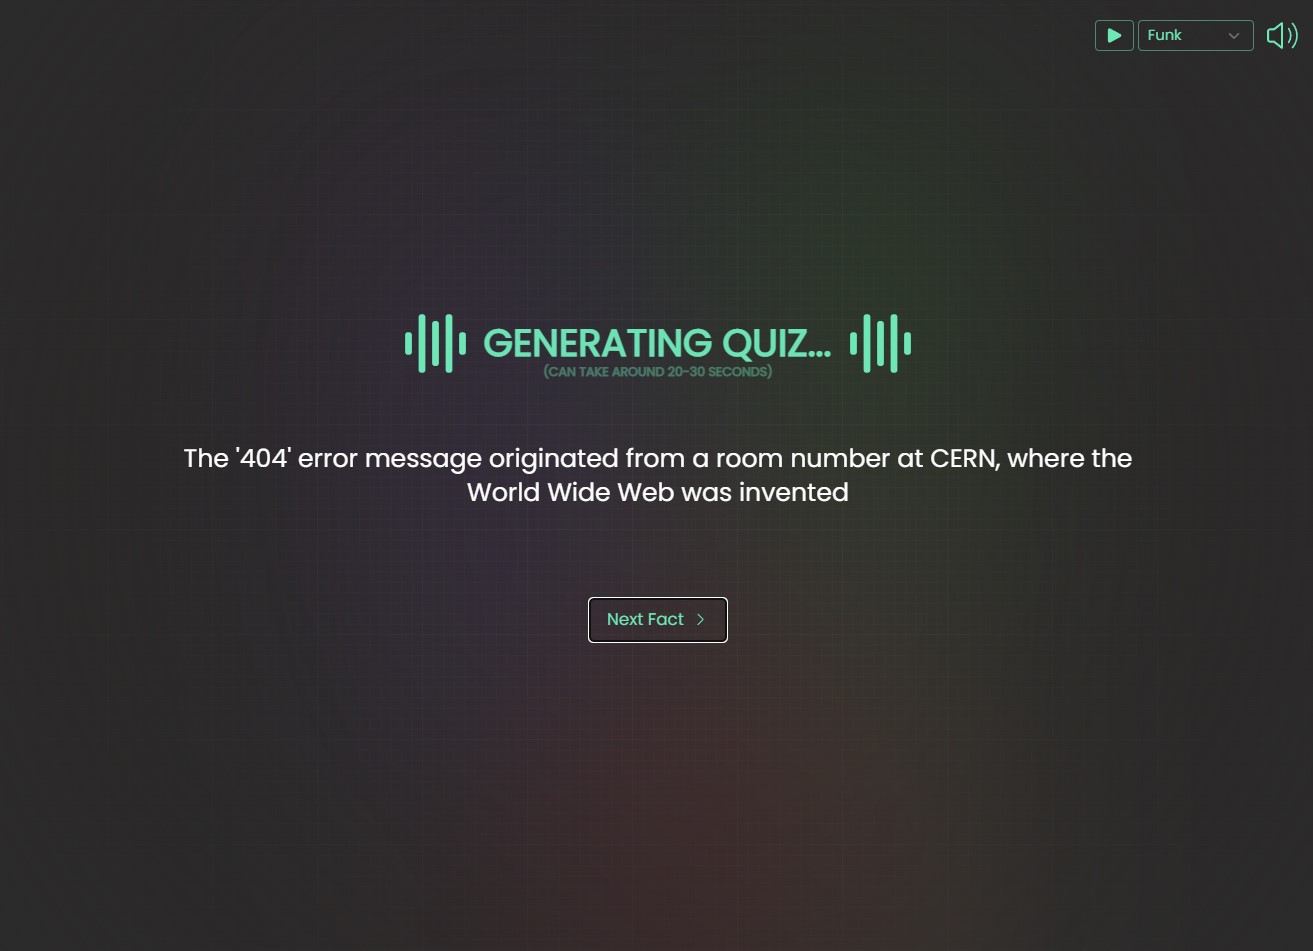 Funk
GENERATING QUIZ...
(CAN TAKE AROUND 20-30 SECONDS)
The '404' error message originated from a room number at CERN, where the
World Wide Web was invented
Next Fact